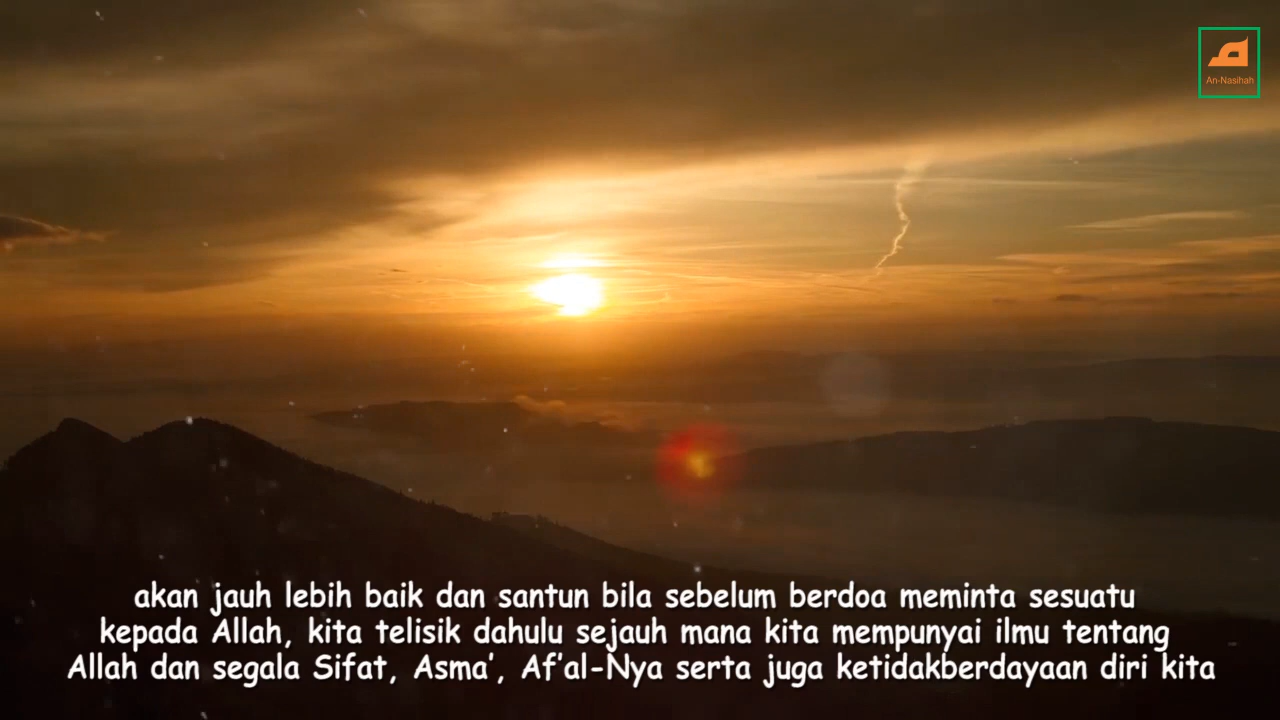 An-Nasihah
akan jauh lebih baik dan santun bila sebelum berdoa meminta sesuatu
kepada Allah, kita telisik dahulu sejauh mana kita mempunyai ilmu tentang
Allah dan segala Sifat, Asma', Af'al-Nya serta juga ketidakberdayaan diri kita